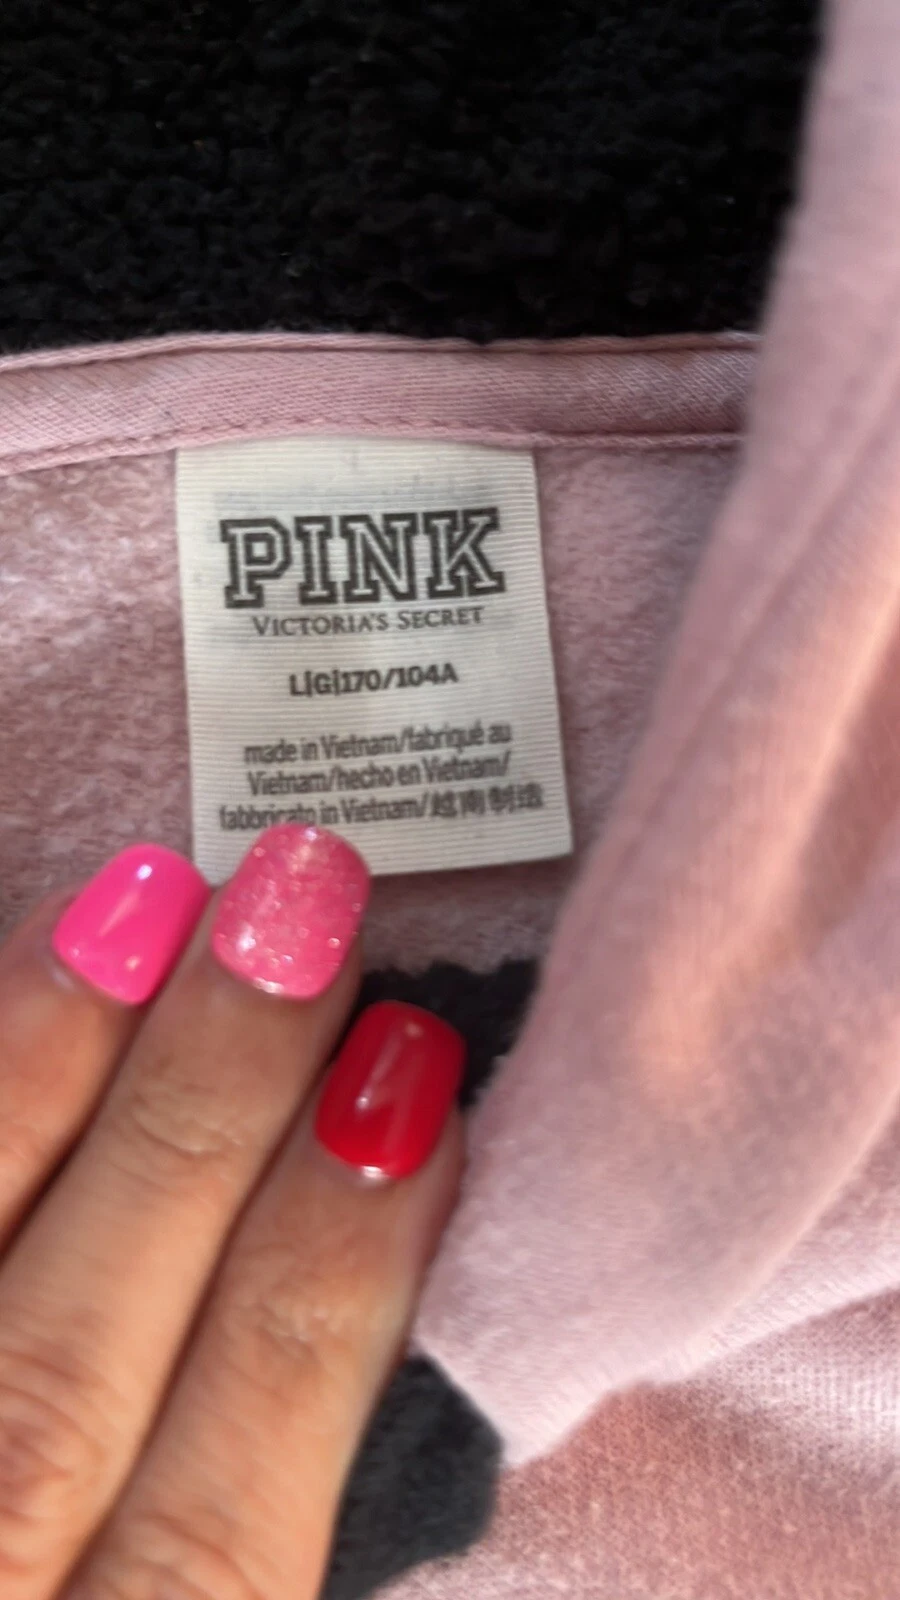 PINK
VICTORIA'S SECRET
L|G|170/104A
made in Vietnam/fabriqué au
Vietnam/hecho en Vietnam/
fabbricato in Vietnam/越南制造